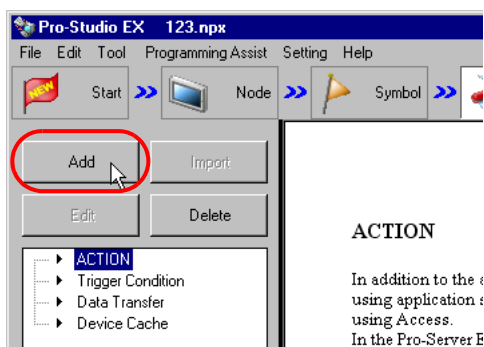 Pro-Studio EX 123.npx
File Edit Tool Programming Assist Setting Help
NEW Start Node Symbol
Add Import
Edit Delete
ACTION
Trigger Condition
Data Transfer
Device Cache
ACTION
In addition to the a
using application s
using Access.
In the Pro-Server E